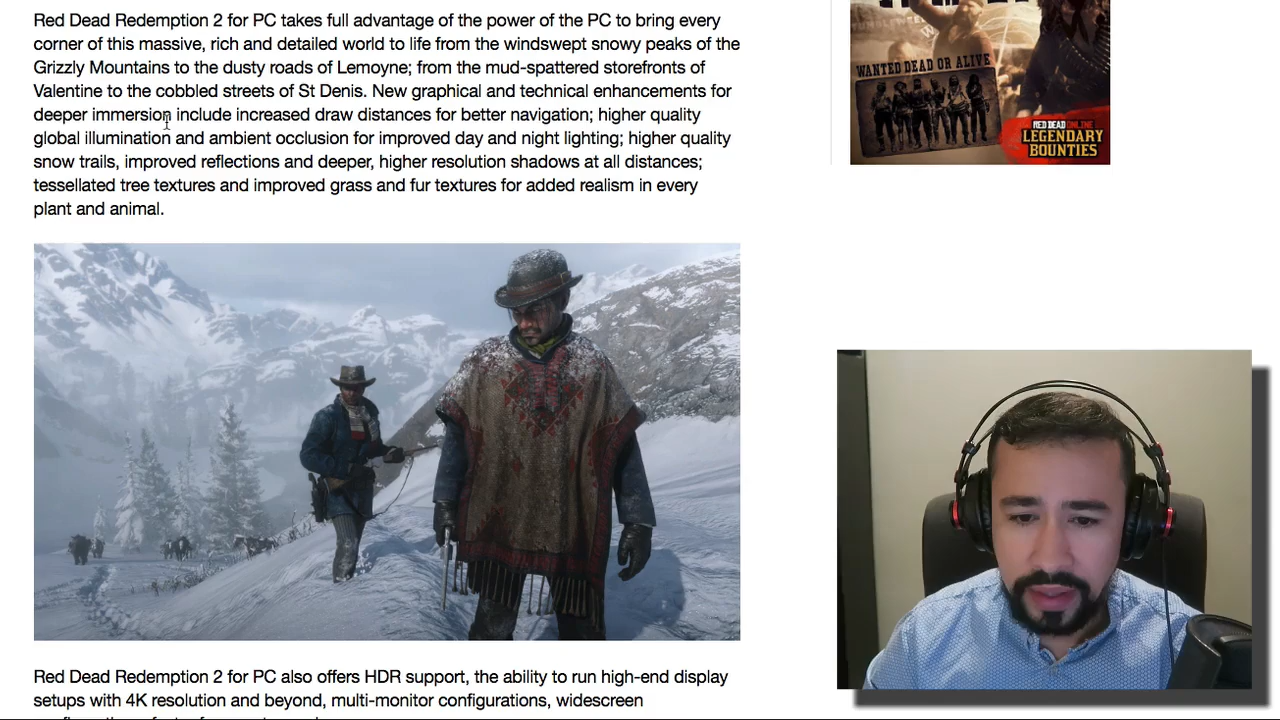 Red Dead Redemption 2 for PC takes full advantage of the power of the PC to bring every
corner of this massive, rich and detailed world to life from the windswept snowy peaks of the
Grizzly Mountains to the dusty roads of Lemoyne; from the mud-spattered storefronts of
Valentine to the cobbled streets of St Denis. New graphical and technical enhancements for
deeper immersion include increased draw distances for better navigation; higher quality
global illumination and ambient occlusion for improved day and night lighting; higher quality
snow trails, improved reflections and deeper, higher resolution shadows at all distances;
tessellated tree textures and improved grass and fur textures for added realism in every
plant and animal.
WANTED DEAD OR ALIVE
RED DEAD ONLINE
LEGENDARY
BOUNTIES
Red Dead Redemption 2 for PC also offers HDR support, the ability to run high-end display
setups with 4K resolution and beyond, multi-monitor configurations, widescreen